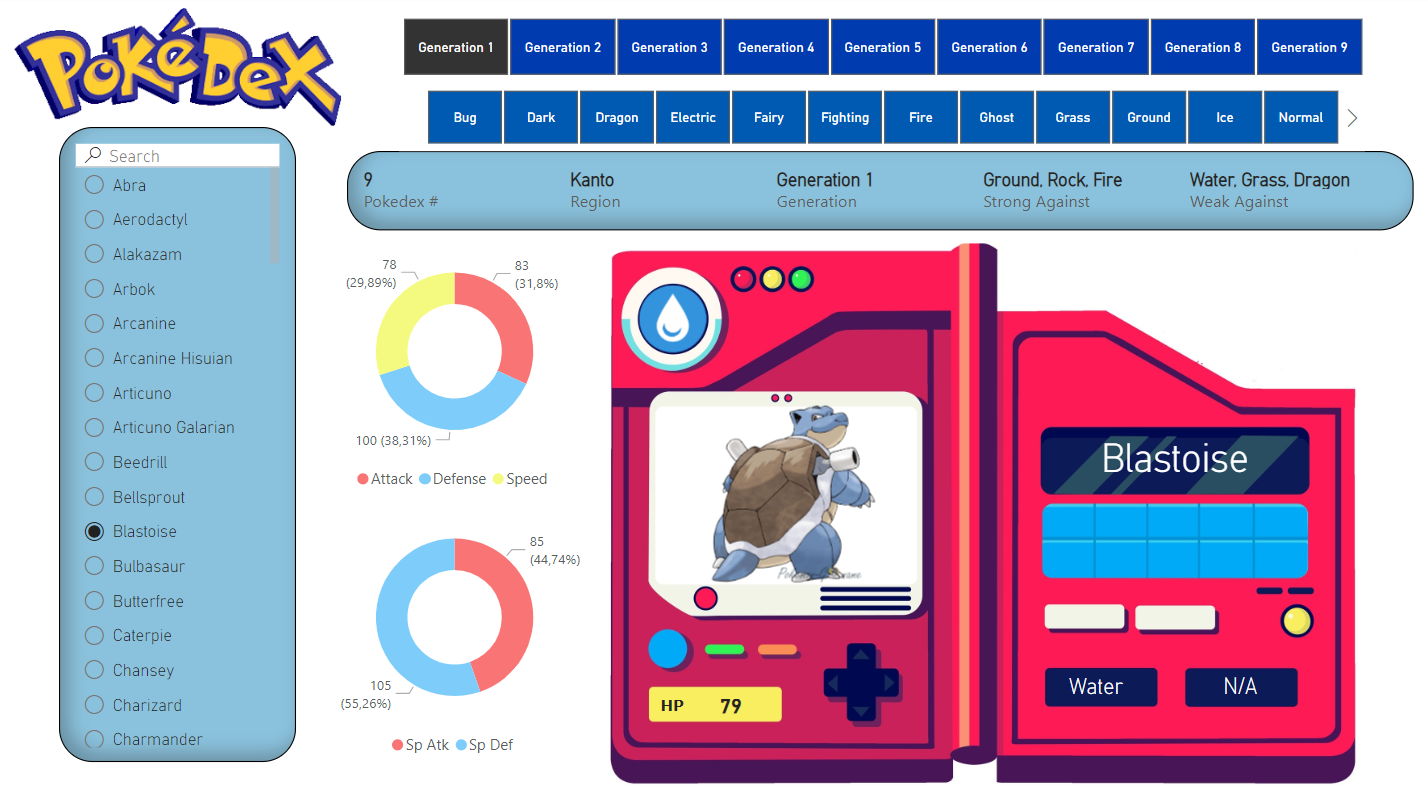 PoKéDex
Generation 1
Generation 2
Generation 3
Generation 4
Generation 5
Generation 6
Generation 7
Generation 8
Generation 9
Bug
Dark
Dragon
Electric
Fairy
Fighting
Fire
Ghost
Grass
Ground
Ice
Normal
9
Pokedex #
Kanto
Region
Generation 1
Generation
Ground, Rock, Fire
Strong Against
Water, Grass, Dragon
Weak Against
Search
Abra
Aerodactyl
Alakazam
Arbok
Arcanine
Arcanine Hisuian
Articuno
Articuno Galarian
Beedrill
Bellsprout
Blastoise
Bulbasaur
Butterfree
Caterpie
Chansey
Charizard
Charmander
78
(29,89%)
83
(31,8%)
100 (38,31%)
Attack Defense Speed
85
(44,74%)
105
(55,26%)
Sp Atk Sp Def
HP 79
Blastoise
Water
N/A